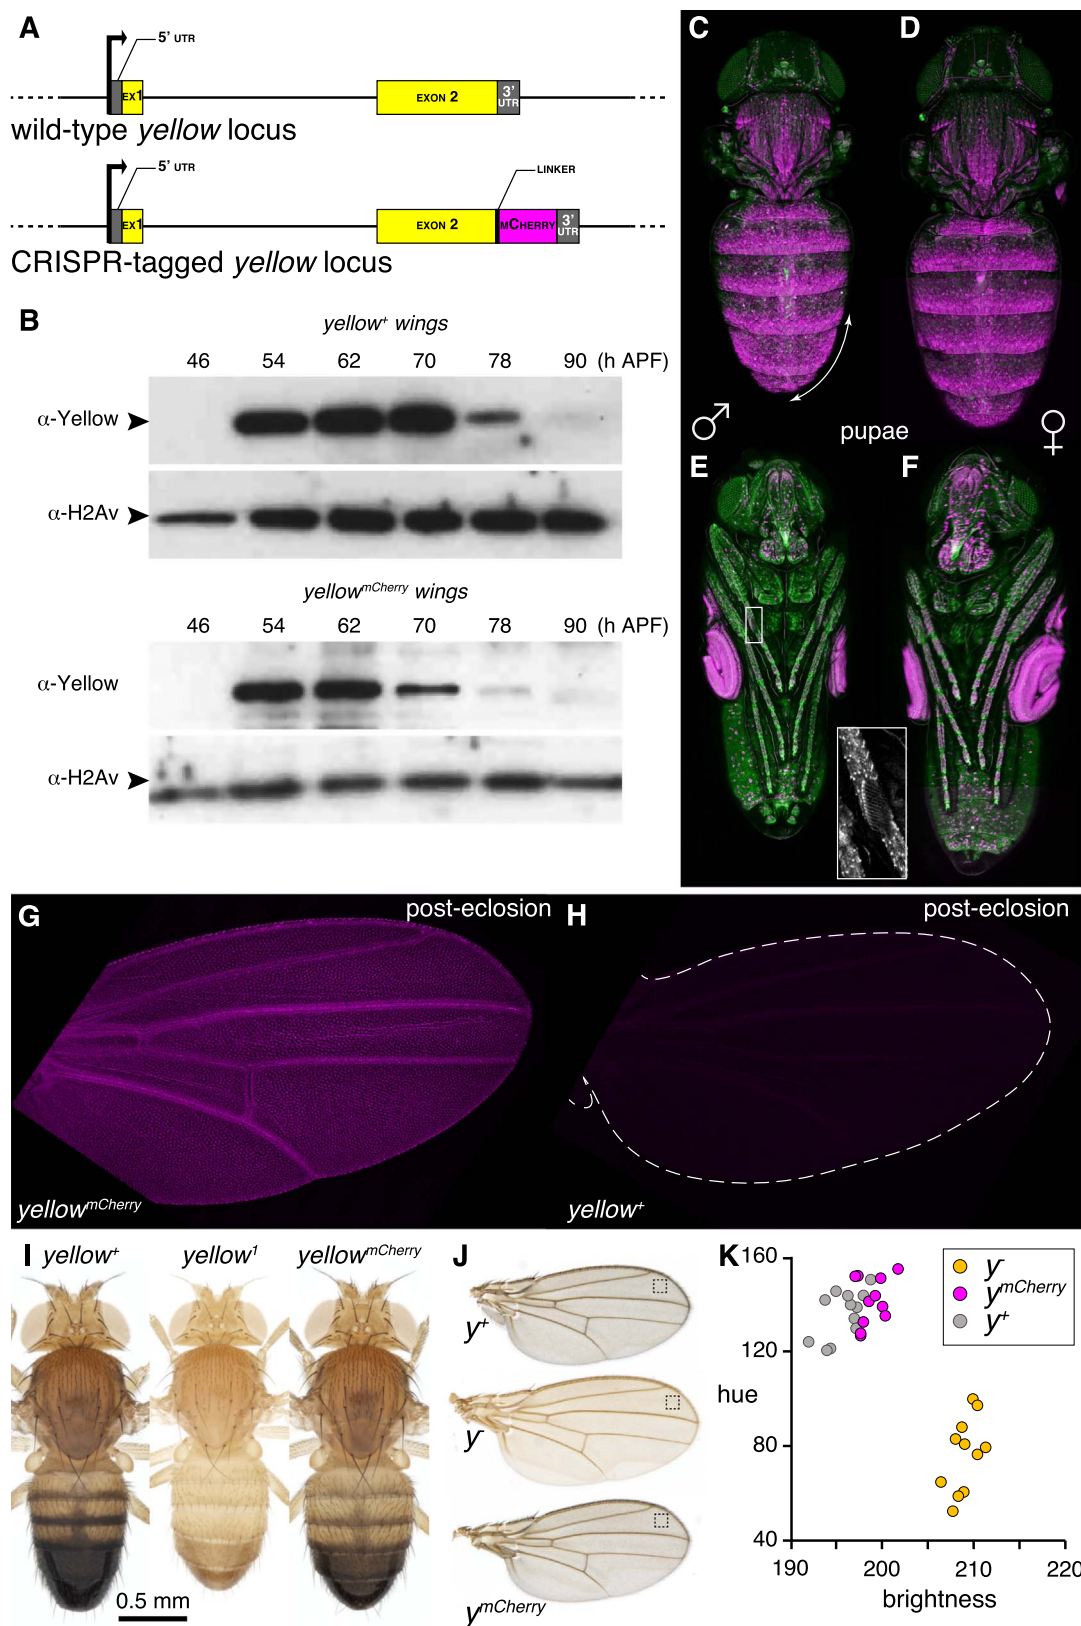 A
5' UTR
EX1
EXON 2
3' UTR
wild-type yellow locus
5' UTR
LINKER
EX1
EXON 2
MCHERRY
3' UTR
CRISPR-tagged yellow locus
B
yellow+ wings
46 54 62 70 78 90 (h APF)
α-Yellow
α-H2Av
yellowmCherry wings
46 54 62 70 78 90 (h APF)
α-Yellow
α-H2Av
C
D
♂
pupae
♀
E
F
G
post-eclosion
yellowmCherry
H
post-eclosion
yellow+
I
yellow+
yellow1
yellowmCherry
0.5 mm
J
y+
y-
ymCherry
K
160
120
80
40
hue
190 200 210 220
brightness
y-
ymCherry
y+